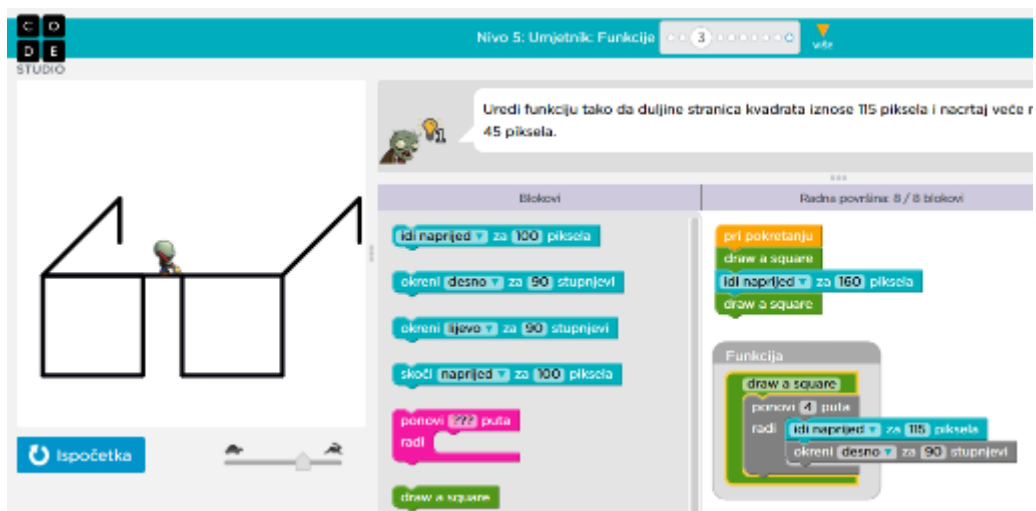 C O
D E
STUDIO
Nivo 5: Umjetnik: Funkcije
3
više
Uredi funkciju tako da duljine stranica kvadrata iznose 115 piksela i nacrtaj veće
45 piksela.
Blokovi
Radna površina: 8 / 8 blokovi
idi naprijed za 100 piksela
okreni desno za 90 stupnjevi
okreni lijevo za 90 stupnjevi
skoči naprijed za 100 piksela
ponovi ??? puta
radi
draw a square
pri pokretanju
draw a square
idi naprijed za 160 piksela
draw a square
Funkcija
draw a square
ponovi 4 puta
radi idi naprijed za 115 piksela
okreni desno za 90 stupnjevi
Ispočetka